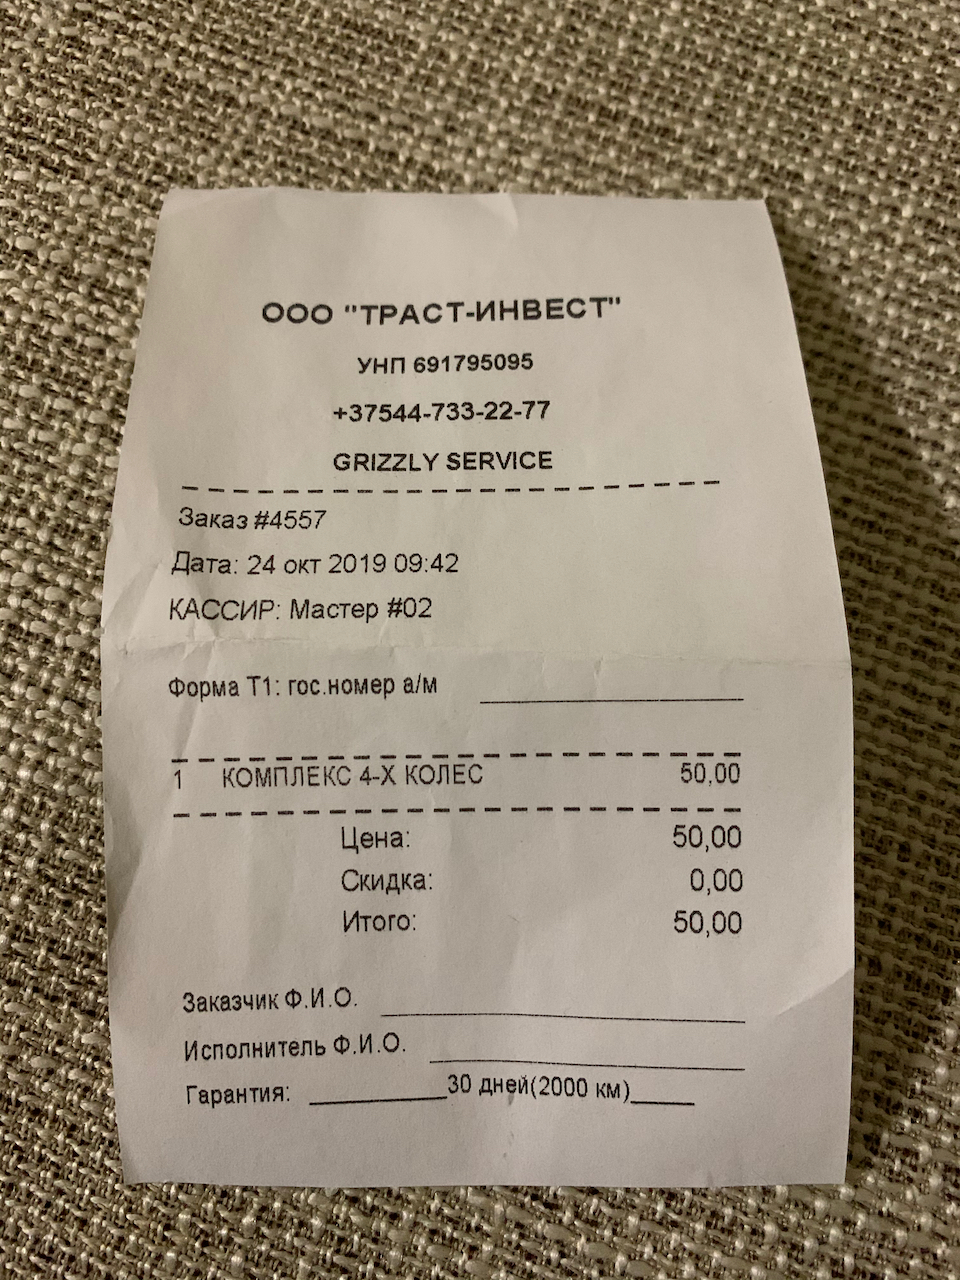 ООО "ТРАСТ-ИНВЕСТ"
УНП 691795095
+37544-733-22-77
GRIZZLY SERVICE
Заказ #4557
Дата: 24 окт 2019 09:42
КАССИР: Мастер #02
Форма Т1: гос.номер а/м
1 КОМПЛЕКС 4-Х КОЛЕС 50,00
Цена: 50,00
Скидка: 0,00
Итого: 50,00
Заказчик Ф.И.О.
Исполнитель Ф.И.О.
Гарантия: 30 дней(2000 км)